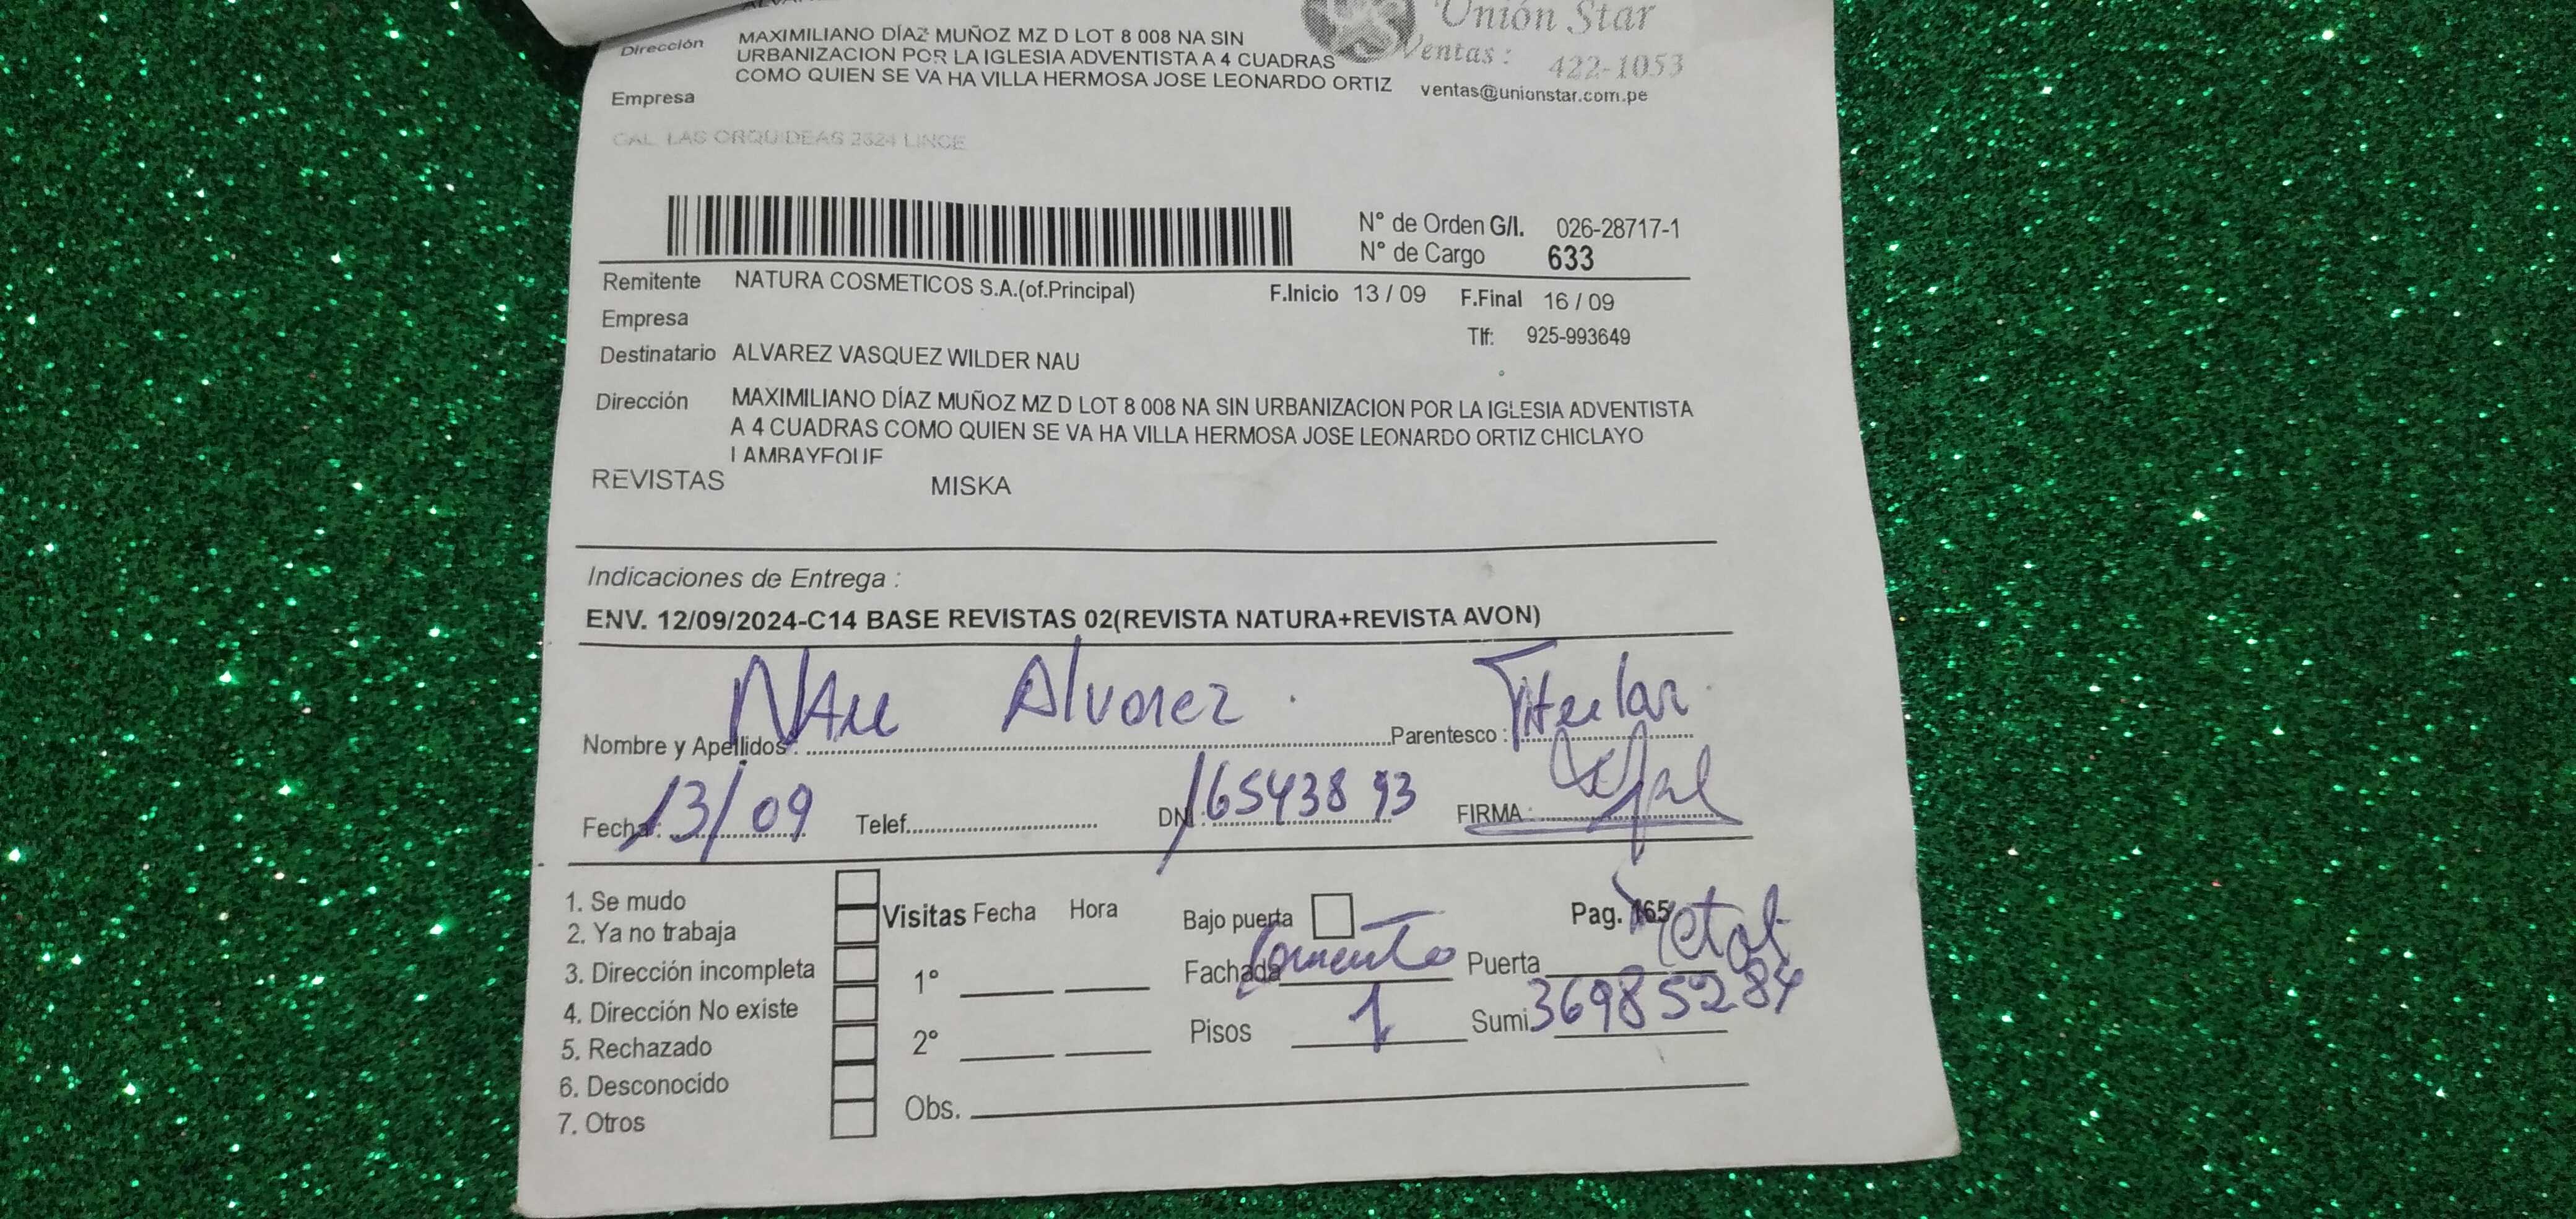 Unión Star
Dirección MAXIMILIANO DÍAZ MUÑOZ MZ D LOT 8 008 NA SIN
URBANIZACION POR LA IGLESIA ADVENTISTA A 4 CUADRAS
COMO QUIEN SE VA HA VILLA HERMOSA JOSE LEONARDO ORTIZ
Ventas : 422-1053
ventas@unionstar.com.pe
Empresa
CAL. LAS ORQUIDEAS 2624 LINCE
N° de Orden G/I. 026-28717-1
N° de Cargo 633
Remitente NATURA COSMETICOS S.A.(of.Principal) F.Inicio 13 / 09 F.Final 16 / 09
Empresa
Tlf: 925-993649
Destinatario ALVAREZ VASQUEZ WILDER NAU
Dirección MAXIMILIANO DÍAZ MUÑOZ MZ D LOT 8 008 NA SIN URBANIZACION POR LA IGLESIA ADVENTISTA
A 4 CUADRAS COMO QUIEN SE VA HA VILLA HERMOSA JOSE LEONARDO ORTIZ CHICLAYO
LAMBAYEQUE
REVISTAS MISKA
Indicaciones de Entrega :
ENV. 12/09/2024-C14 BASE REVISTAS 02(REVISTA NATURA+REVISTA AVON)
Nombre y Apellidos : NAU Alvarez . Parentesco : Titular
Fecha : 13/09 Telef. DNI : 16543893 FIRMA :
1. Se mudo
2. Ya no trabaja
3. Dirección incompleta
4. Dirección No existe
5. Rechazado
6. Desconocido
7. Otros
Visitas Fecha Hora
1°
2°
Obs.
Bajo puerta Pag. 165
Fachada Cemento Puerta Metal
Pisos 1 Sumi 36985284